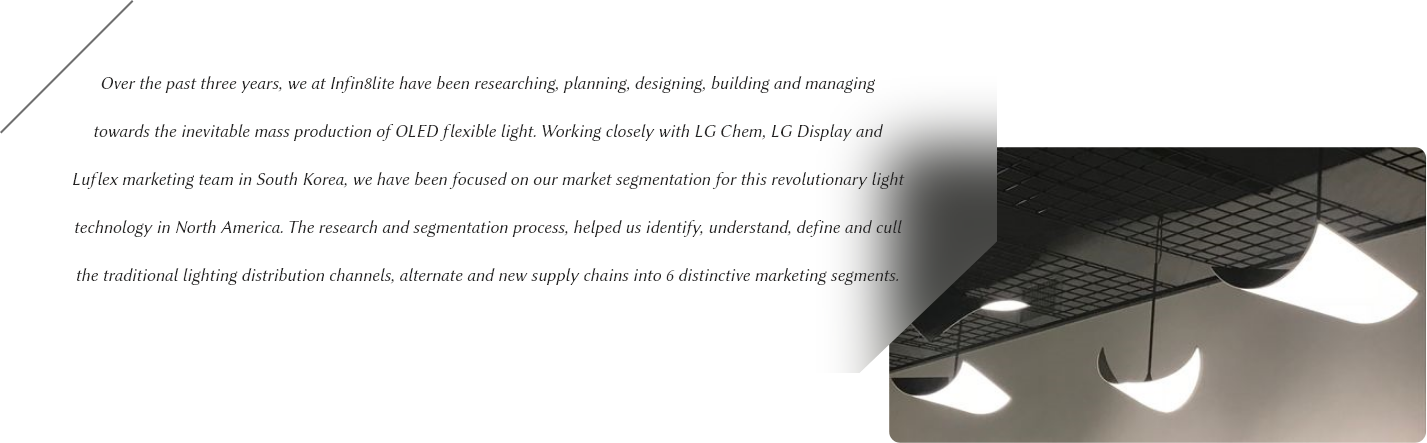 Over the past three years, we at Infin8lite have been researching, planning, designing, building and managing
towards the inevitable mass production of OLED flexible light. Working closely with LG Chem, LG Display and
Luflex marketing team in South Korea, we have been focused on our market segmentation for this revolutionary light
technology in North America. The research and segmentation process, helped us identify, understand, define and cull
the traditional lighting distribution channels, alternate and new supply chains into 6 distinctive marketing segments.